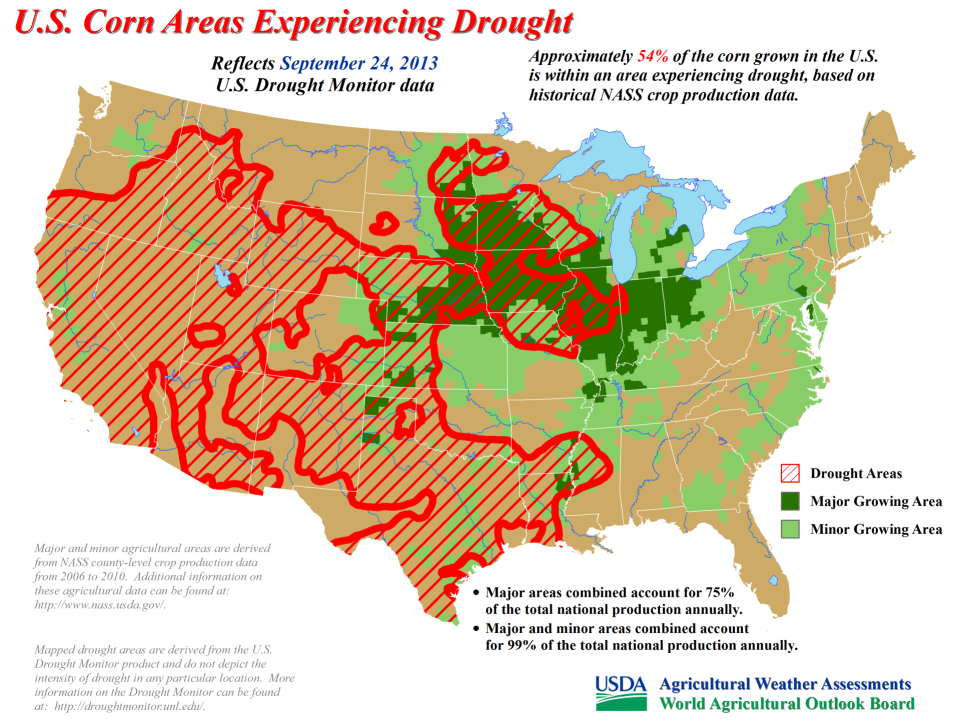 U.S. Corn Areas Experiencing Drought
Reflects September 24, 2013
U.S. Drought Monitor data
Approximately 54% of the corn grown in the U.S.
is within an area experiencing drought, based on
historical NASS crop production data.
Drought Areas
Major Growing Area
Minor Growing Area
Major and minor agricultural areas are derived
from NASS county-level crop production data
from 2006 to 2010. Additional information on
these agricultural data can be found at:
http://www.nass.usda.gov/.
• Major areas combined account for 75%
of the total national production annually.
• Major and minor areas combined account
for 99% of the total national production annually.
Mapped drought areas are derived from the U.S.
Drought Monitor product and do not depict the
intensity of drought in any particular location. More
information on the Drought Monitor can be found
at: http://droughtmonitor.unl.edu/.
USDA Agricultural Weather Assessments
World Agricultural Outlook Board